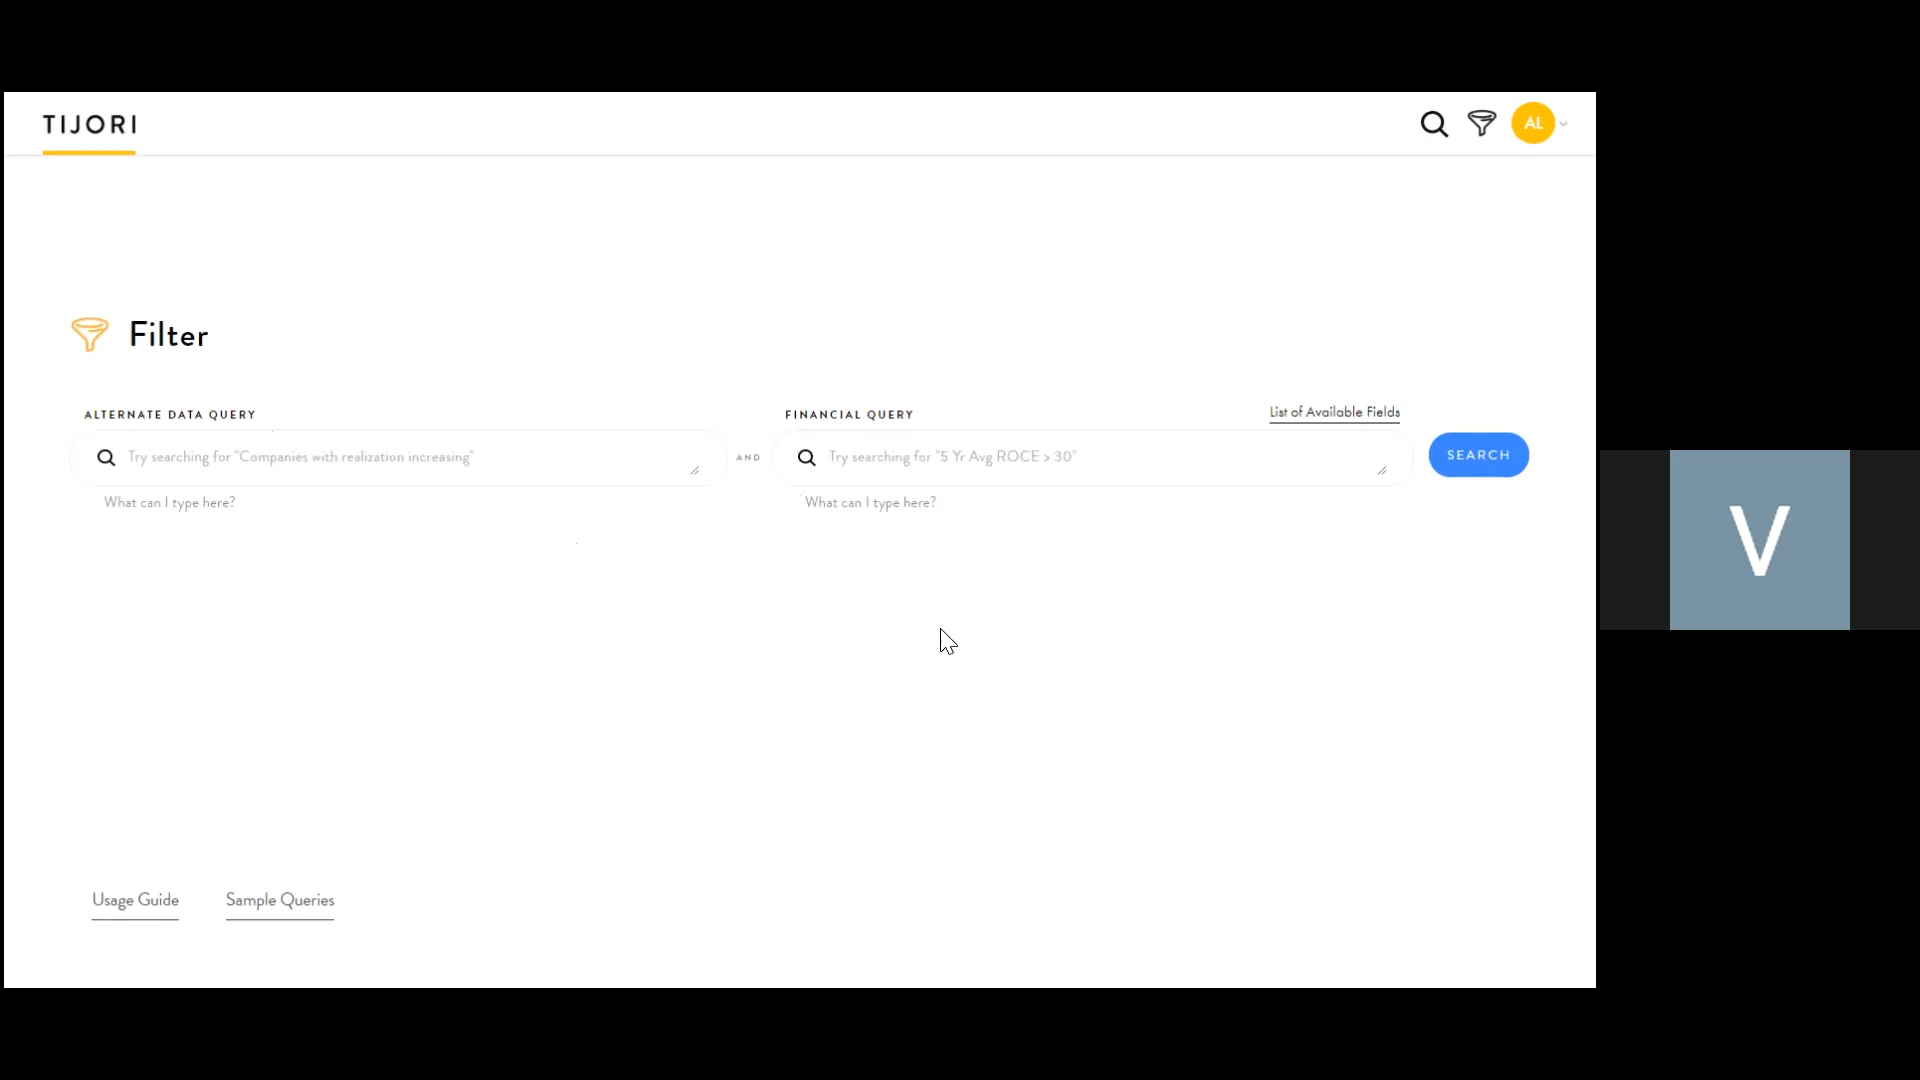 TIJORI
AL
Filter
ALTERNATE DATA QUERY
FINANCIAL QUERY
List of Available Fields
Try searching for "Companies with realization increasing"
AND
Try searching for "5 Yr Avg ROCE > 30"
SEARCH
What can I type here?
What can I type here?
V
Usage Guide
Sample Queries